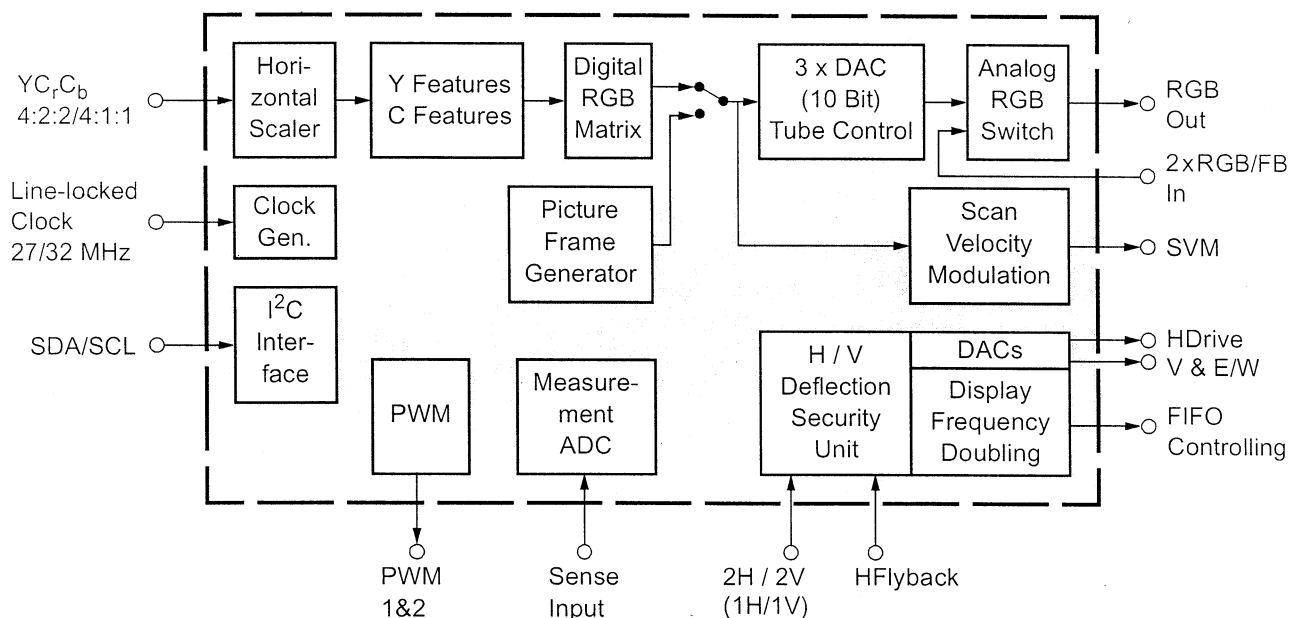 YCrCb
4:2:2/4:1:1
Hori-
zontal
Scaler
Y Features
C Features
Digital
RGB
Matrix
3 x DAC
(10 Bit)
Tube Control
Analog
RGB
Switch
RGB
Out
2xRGB/FB
In
Line-locked
Clock
27/32 MHz
Clock
Gen.
Picture
Frame
Generator
Scan
Velocity
Modulation
SVM
SDA/SCL
I²C
Inter-
face
PWM
Measure-
ment
ADC
H / V
Deflection
Security
Unit
DACs
Display
Frequency
Doubling
HDrive
V & E/W
FIFO
Controlling
PWM
1&2
Sense
Input
2H / 2V
(1H/1V)
HFlyback